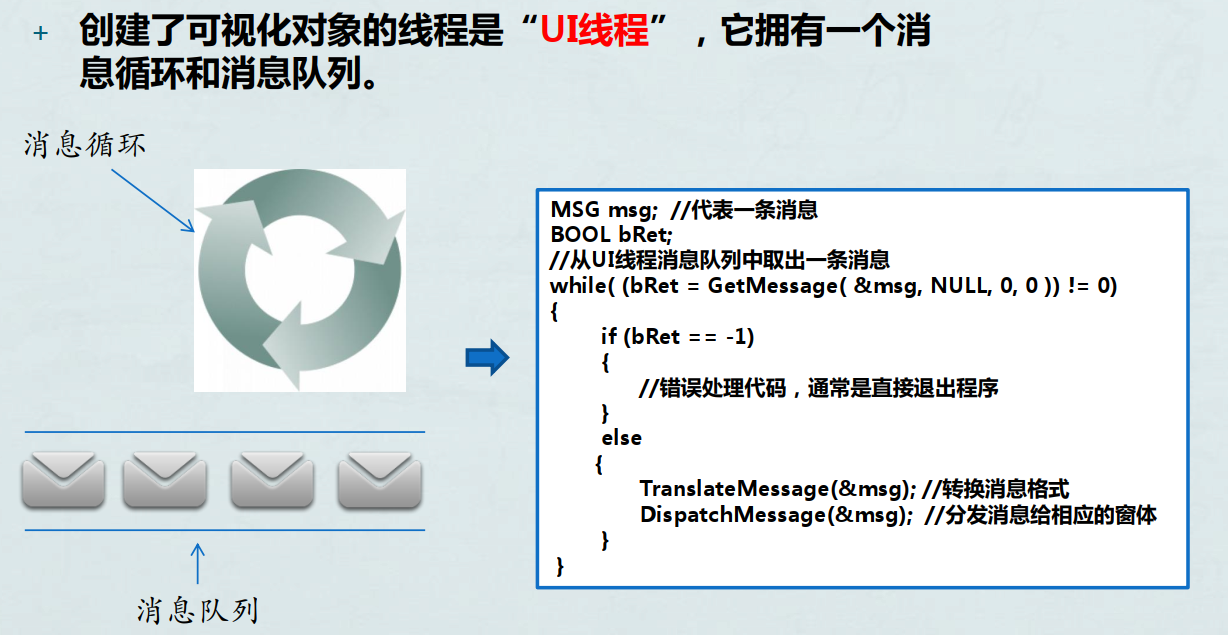 + 创建了可视化对象的线程是“UI线程”，它拥有一个消
息循环和消息队列。
消息循环
MSG msg; //代表一条消息
BOOL bRet;
//从UI线程消息队列中取出一条消息
while( (bRet = GetMessage( &msg, NULL, 0, 0 )) != 0)
{
if (bRet == -1)
{
//错误处理代码，通常是直接退出程序
}
else
{
TranslateMessage(&msg); //转换消息格式
DispatchMessage(&msg); //分发消息给相应的窗体
}
}
消息队列